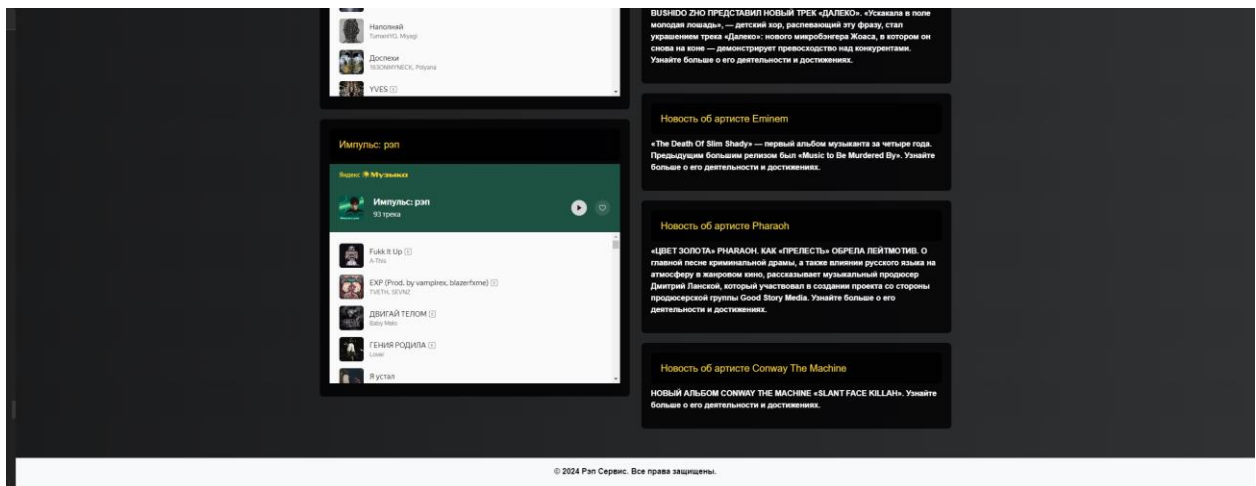 Наполняй
TumaniYO, Miyagi
Доспехи
163ONMYNECK, Polyana
YVES E
Импульс: рэп
Яндекс Музыка
Импульс: рэп
93 трека
Fukk It Up E
A-This
EXP (Prod. by vampirex, blazerfxme) E
TVETH, SEVNZ
ДВИГАЙ ТЕЛОМ E
Baby Melo
ГЕНИЯ РОДИЛА E
Lovar
Я устал
BUSHIDO ZHO ПРЕДСТАВИЛ НОВЫЙ ТРЕК «ДАЛЕКО». «Ускакала в поле
молодая лошадь», — детский хор, распевающий эту фразу, стал
украшением трека «Далеко»: нового микробэнгера Жоаса, в котором он
снова на коне — демонстрирует превосходство над конкурентами.
Узнайте больше о его деятельности и достижениях.
Новость об артисте Eminem
«The Death Of Slim Shady» — первый альбом музыканта за четыре года.
Предыдущим большим релизом был «Music to Be Murdered By». Узнайте
больше о его деятельности и достижениях.
Новость об артисте Pharaoh
«ЦВЕТ ЗОЛОТА» PHARAOH. КАК «ПРЕЛЕСТЬ» ОБРЕЛА ЛЕЙТМОТИВ. О
главной песне криминальной драмы, а также влиянии русского языка на
атмосферу в жанровом кино, рассказывает музыкальный продюсер
Дмитрий Ланской, который участвовал в создании проекта со стороны
продюсерской группы Good Story Media. Узнайте больше о его
деятельности и достижениях.
Новость об артисте Conway The Machine
НОВЫЙ АЛЬБОМ CONWAY THE MACHINE «SLANT FACE KILLAH». Узнайте
больше о его деятельности и достижениях.
© 2024 Рэп Сервис. Все права защищены.